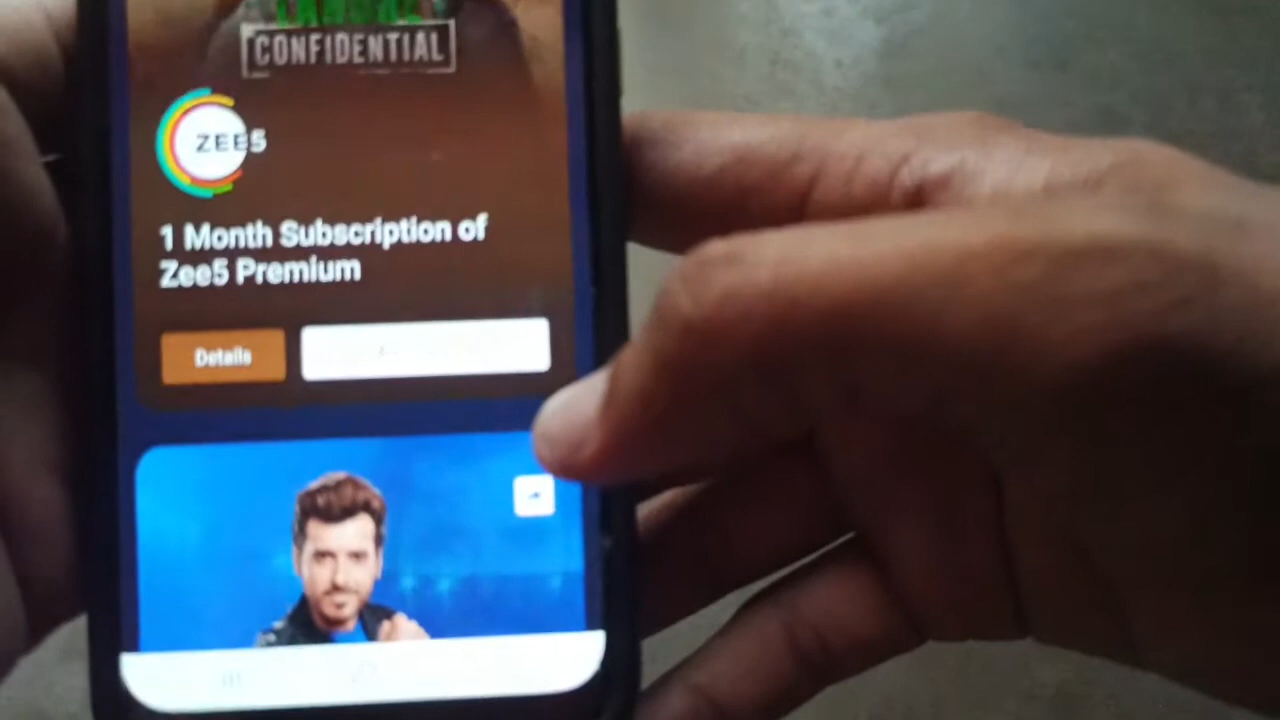 CONFIDENTIAL
ZEE5
1 Month Subscription of
Zee5 Premium
Details